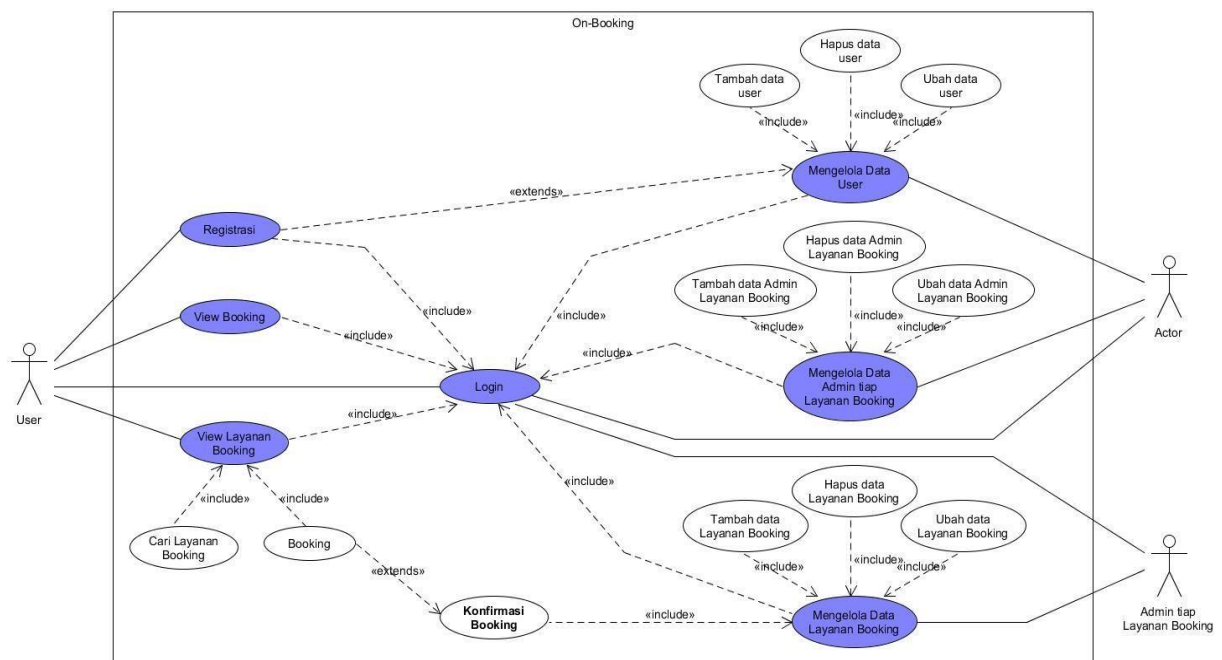 On-Booking
Hapus data
user
Tambah data
user
Ubah data
user
«include»
«include»
«include»
Mengelola Data
User
«extends»
Registrasi
Hapus data Admin
Layanan Booking
Tambah data Admin
Layanan Booking
Ubah data Admin
Layanan Booking
«include»
«include»
«include»
«include»
«include»
View Booking
«include»
Actor
«include»
Mengelola Data
Admin tiap
Layanan Booking
Login
User
«include»
View Layanan
Booking
«include»
«include»
«include»
Hapus data
Layanan Booking
Tambah data
Layanan Booking
Ubah data
Layanan Booking
Cari Layanan
Booking
Booking
«include»
«include»
«include»
«extends»
Konfirmasi
Booking
«include»
Mengelola Data
Layanan Booking
Admin tiap
Layanan Booking